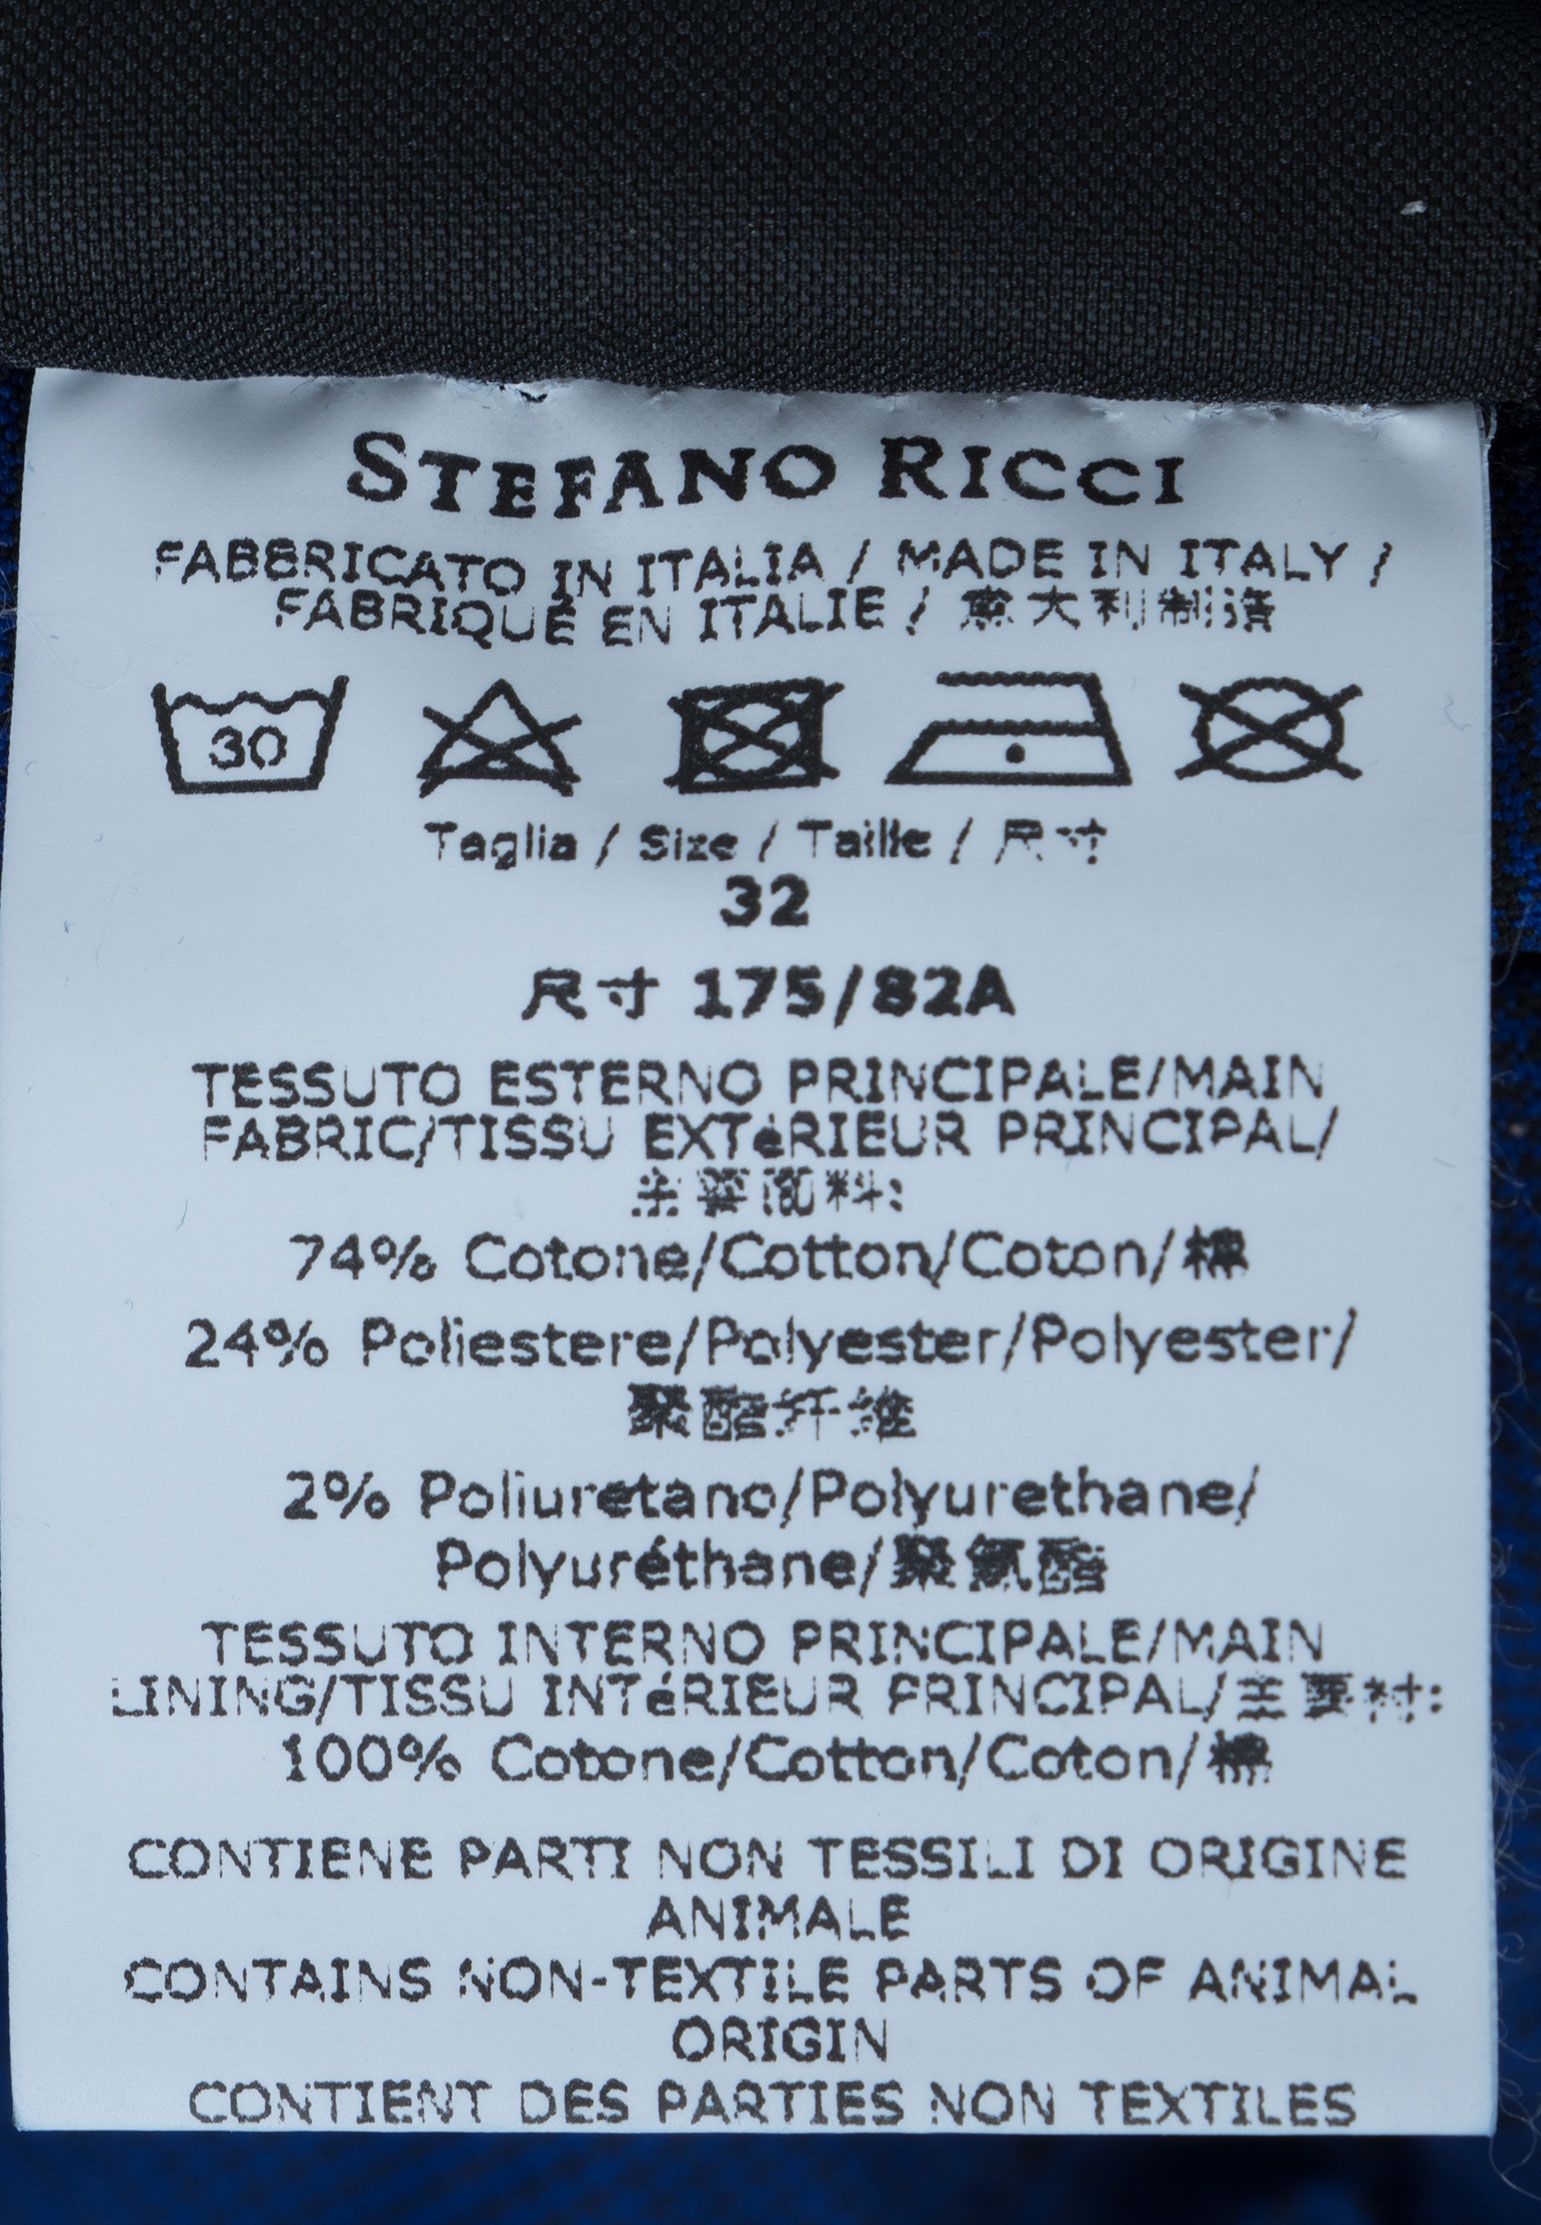 STEFANO RICCI
FABBRICATO IN ITALIA / MADE IN ITALY /
FABRIQUÉ EN ITALIE / 意大利制造
30
Taglia / Size / Taille / 尺寸
32
尺寸 175/82A
TESSUTO ESTERNO PRINCIPALE/MAIN
FABRIC/TISSU EXTéRIEUR PRINCIPAL/
主要面料:
74% Cotone/Cotton/Coton/棉
24% Poliestere/Polyester/Polyester/
聚酯纤维
2% Poliuretano/Polyurethane/
Polyuréthane/聚氨酯
TESSUTO INTERNO PRINCIPALE/MAIN
LINING/TISSU INTéRIEUR PRINCIPAL/主要衬:
100% Cotone/Cotton/Coton/棉
CONTIENE PARTI NON TESSILI DI ORIGINE
ANIMALE
CONTAINS NON-TEXTILE PARTS OF ANIMAL
ORIGIN
CONTIENT DES PARTIES NON TEXTILES